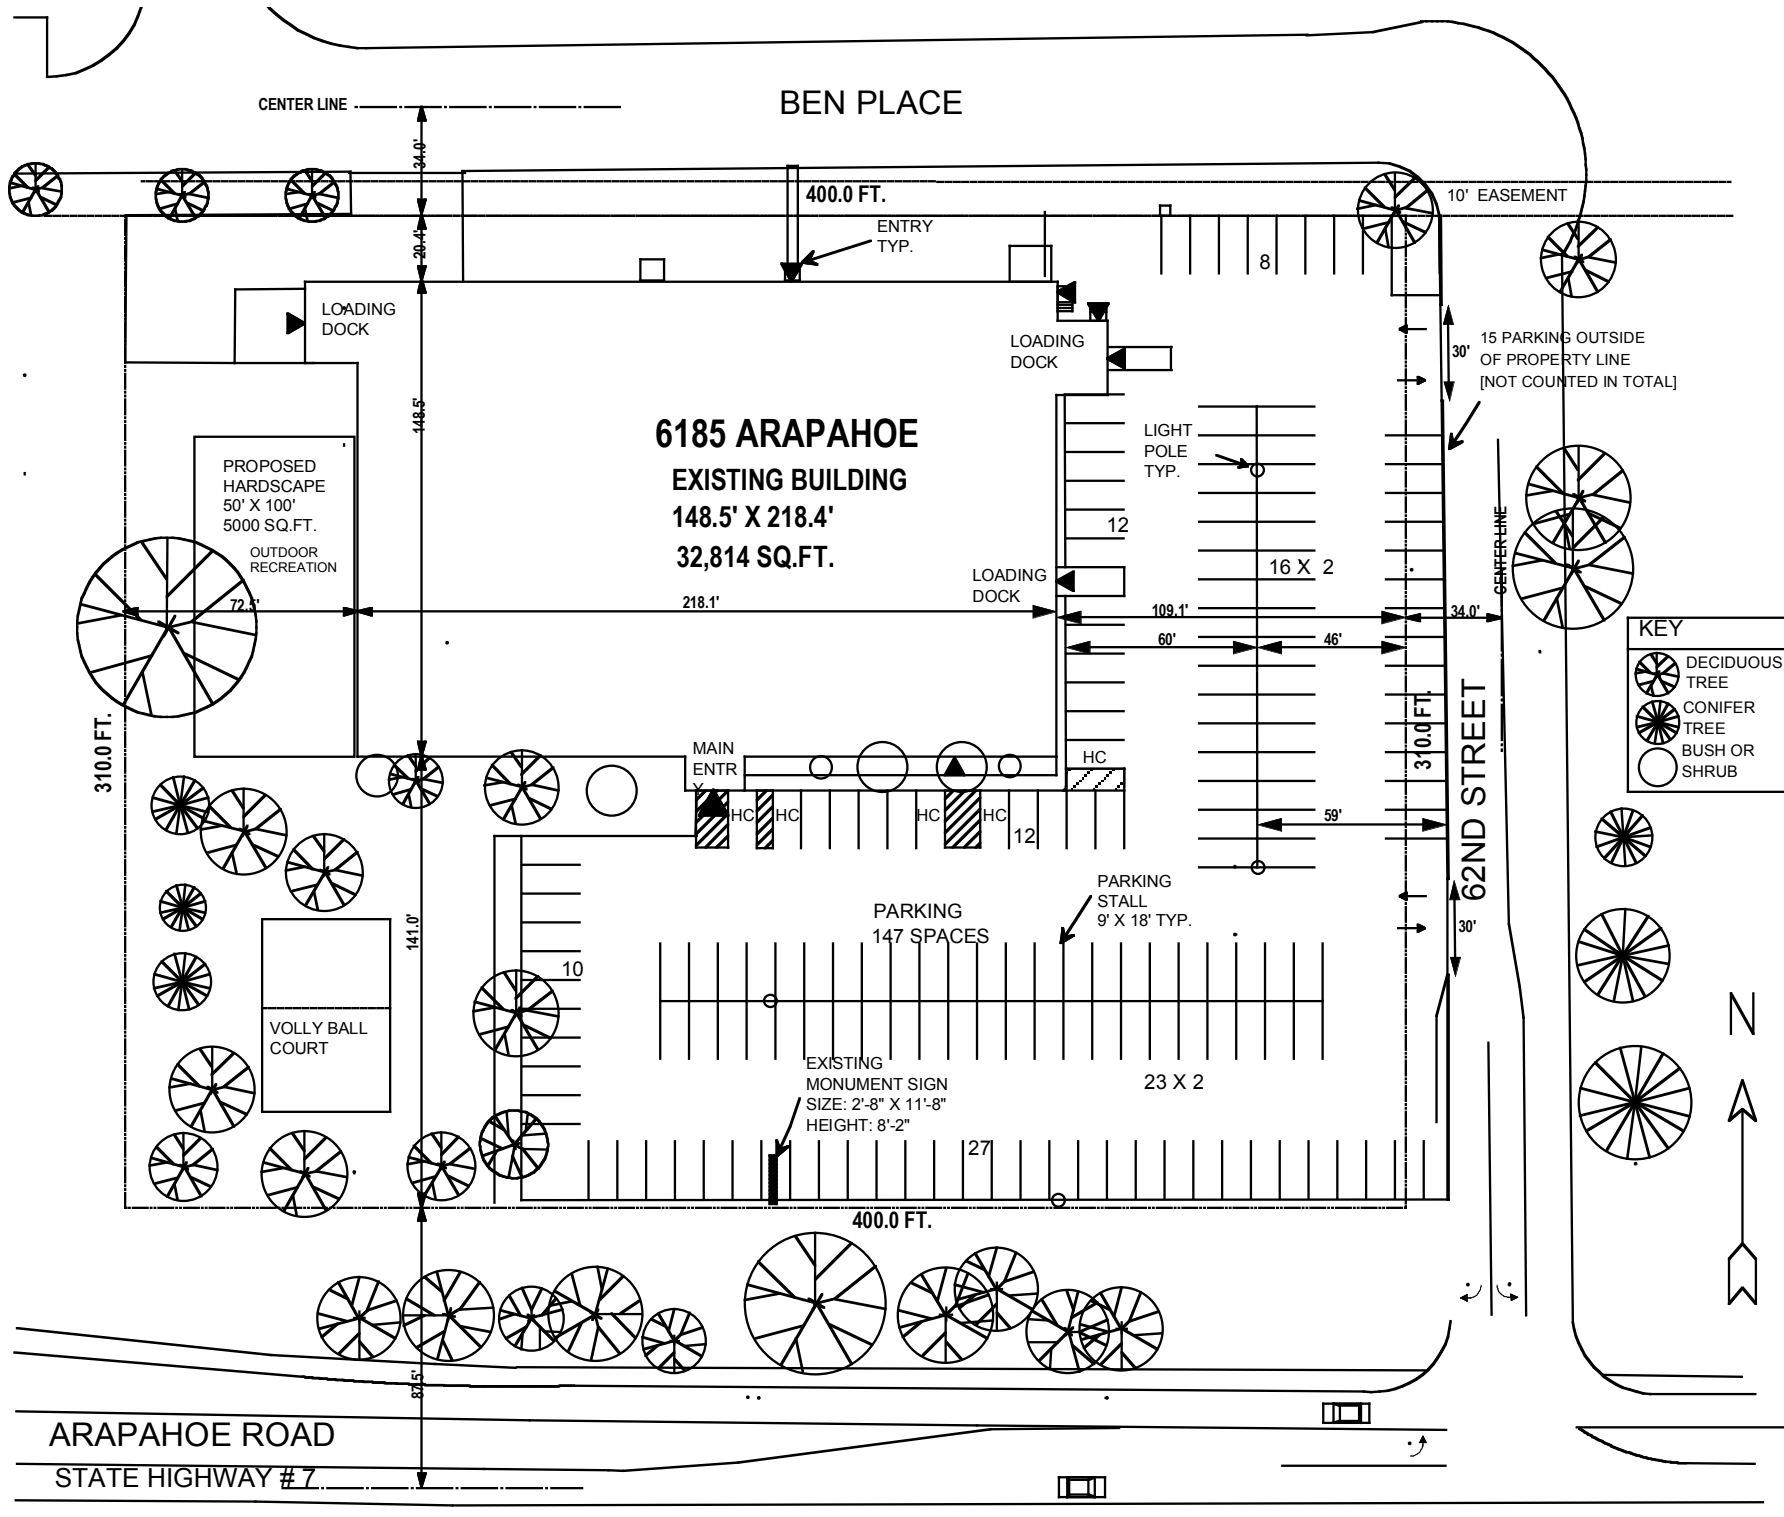 CENTER LINE
BEN PLACE
34.0'
400.0 FT.
10'  EASEMENT
ENTRY
TYP.
20.4'
8
LOADING
DOCK
LOADING
DOCK
30'
15 PARKING OUTSIDE
OF PROPERTY LINE
[NOT COUNTED IN TOTAL]
148.5'
6185 ARAPAHOE
EXISTING BUILDING
148.5' X 218.4'
32,814 SQ.FT.
LIGHT
POLE
TYP.
PROPOSED
HARDSCAPE
50' X 100'
5000 SQ.FT.
OUTDOOR
RECREATION
12
16 X  2
CENTER LINE
LOADING
DOCK
72.5'
218.1'
109.1'
34.0'
60'
46'
KEY
DECIDUOUS
TREE
CONIFER
TREE
BUSH OR
SHRUB
310.0 FT.
310.0 FT.
62ND STREET
MAIN
ENTR
Y
HC
HC
HC
HC
HC
12
59'
PARKING
STALL
9' X 18' TYP.
PARKING
147 SPACES
141.0'
10
30'
N
VOLLY BALL
COURT
EXISTING
MONUMENT SIGN
SIZE: 2'-8" X 11'-8"
HEIGHT: 8'-2"
23 X 2
27
400.0 FT.
87.5'
ARAPAHOE ROAD
STATE HIGHWAY # 7